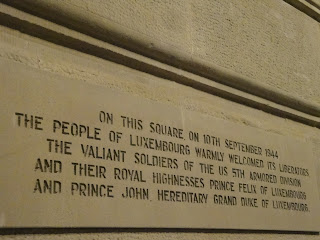 ON THIS SQUARE, ON 10TH SEPTEMBER 1944
THE PEOPLE OF LUXEMBOURG WARMLY WELCOMED ITS LIBERATORS,
THE VALIANT SOLDIERS OF THE US 5TH ARMORED DIVISION
AND THEIR ROYAL HIGHNESSES PRINCE FELIX OF LUXEMBOURG
AND PRINCE JOHN, HEREDITARY GRAND DUKE OF LUXEMBOURG.